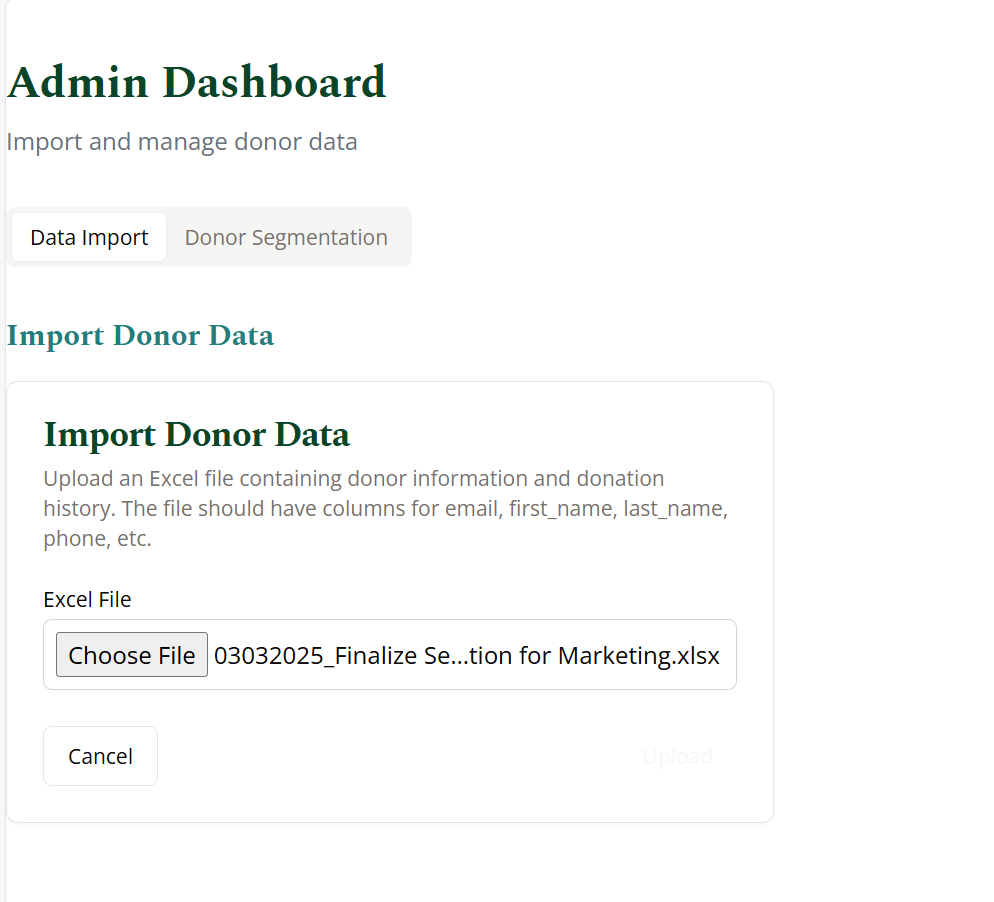 Admin Dashboard
Import and manage donor data
Data Import
Donor Segmentation
Import Donor Data
Import Donor Data
Upload an Excel file containing donor information and donation
history. The file should have columns for email, first_name, last_name,
phone, etc.
Excel File
Choose File 03032025_Finalize Se...tion for Marketing.xlsx
Cancel
Upload